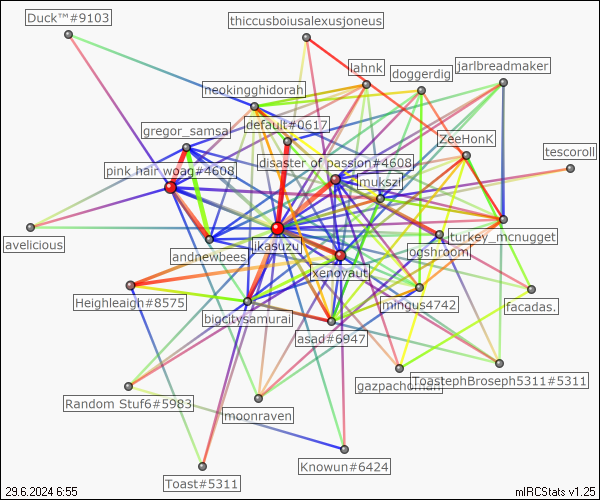 Duck™#9103
thiccusboiusalexusjoneus
lahnk
doggerdig
jarlbreadmaker
neokingghidorah
gregor_samsa
default#0617
ZeeHonK
tescoroll
pink hair woag#4608
disaster of passion#4608
mukszi
avelicious
andnewbees
ikasuzu
ogshroom
turkey_mcnugget
xenoyaut
Heighleaigh#8575
mingus4742
facadas.
bigcitysamurai
asad#6947
gazpachoman
ToastephBroseph5311#5311
Random Stuf6#5983
moonraven
Knowun#6424
Toast#5311
29.6.2024 6:55
mIRCStats v1.25